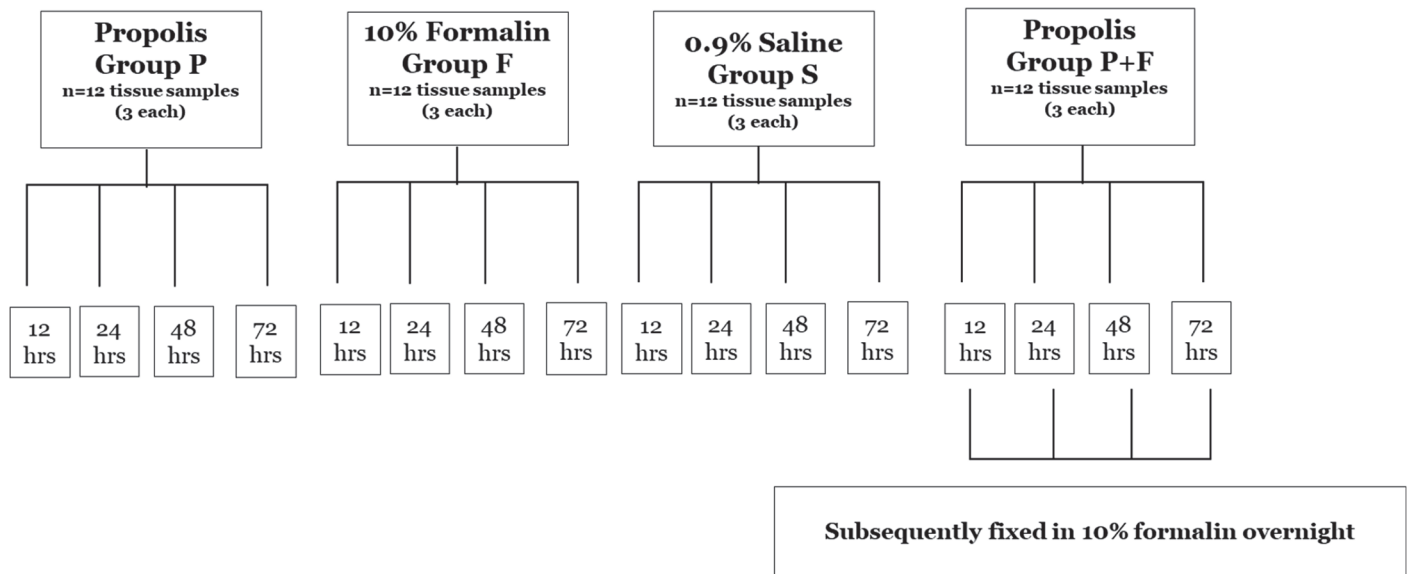 Propolis
Group P
n=12 tissue samples
(3 each)
10% Formalin
Group F
n=12 tissue samples
(3 each)
0.9% Saline
Group S
n=12 tissue samples
(3 each)
Propolis
Group P+F
n=12 tissue samples
(3 each)
12
hrs
24
hrs
48
hrs
72
hrs
12
hrs
24
hrs
48
hrs
72
hrs
12
hrs
24
hrs
48
hrs
72
hrs
12
hrs
24
hrs
48
hrs
72
hrs
Subsequently fixed in 10% formalin overnight